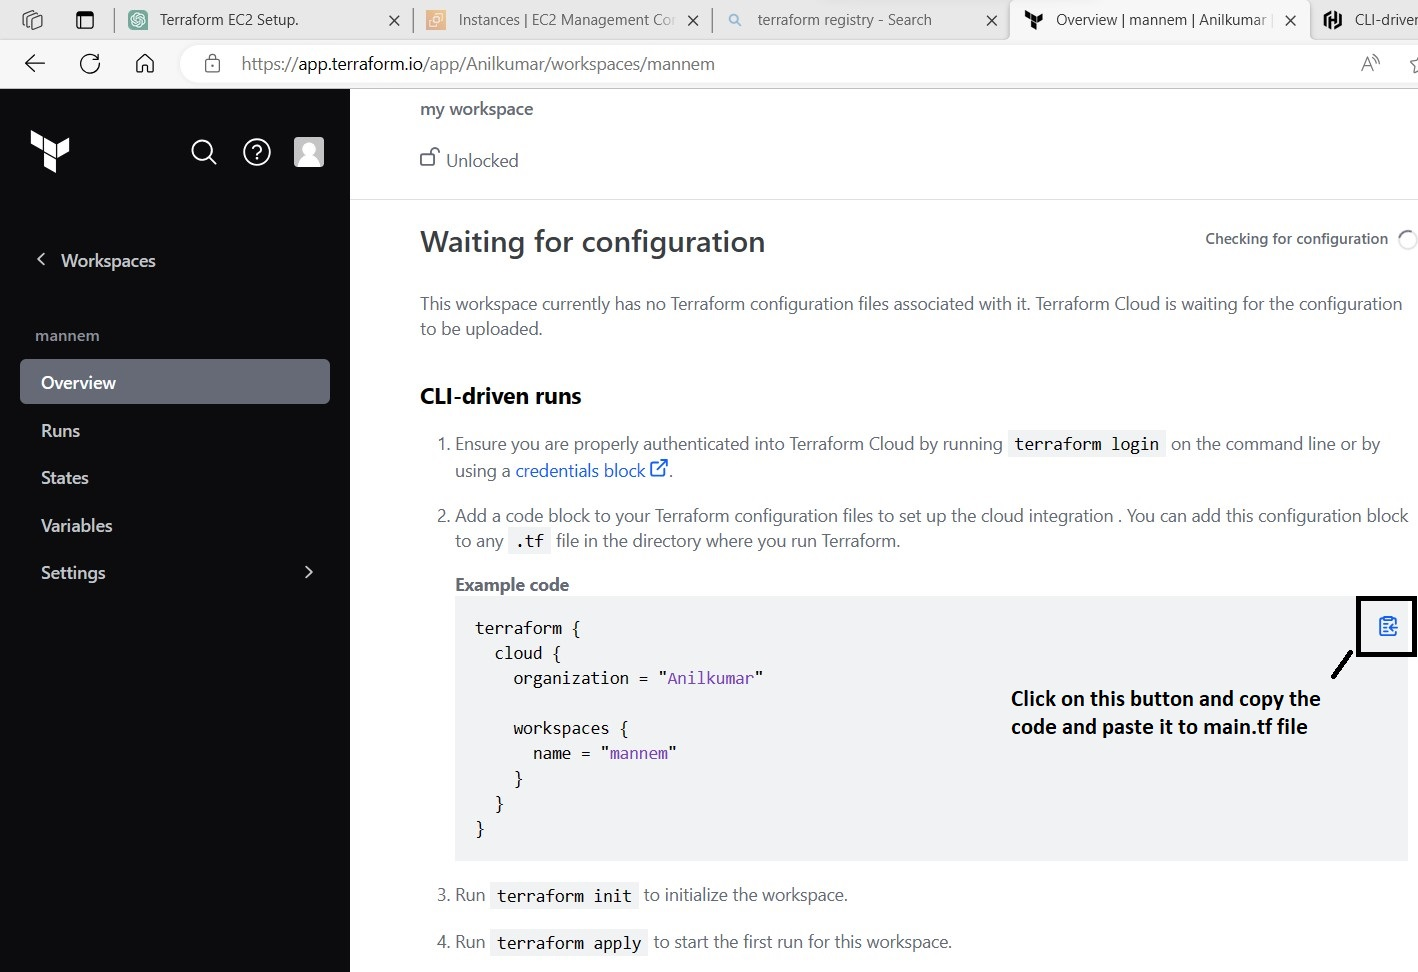 Terraform EC2 Setup.
Instances | EC2 Management Co
terraform registry - Search
Overview | mannem | Anilkumar |
CLI-driver
https://app.terraform.io/app/Anilkumar/workspaces/mannem
my workspace
Unlocked
Workspaces
mannem
Overview
Runs
States
Variables
Settings
Waiting for configuration
Checking for configuration
This workspace currently has no Terraform configuration files associated with it. Terraform Cloud is waiting for the configuration
to be uploaded.
CLI-driven runs
1. Ensure you are properly authenticated into Terraform Cloud by running terraform login on the command line or by
using a credentials block.
2. Add a code block to your Terraform configuration files to set up the cloud integration . You can add this configuration block
to any .tf file in the directory where you run Terraform.
Example code
terraform {
cloud {
organization = "Anilkumar"
workspaces {
name = "mannem"
}
}
}
Click on this button and copy the
code and paste it to main.tf file
3. Run terraform init to initialize the workspace.
4. Run terraform apply to start the first run for this workspace.